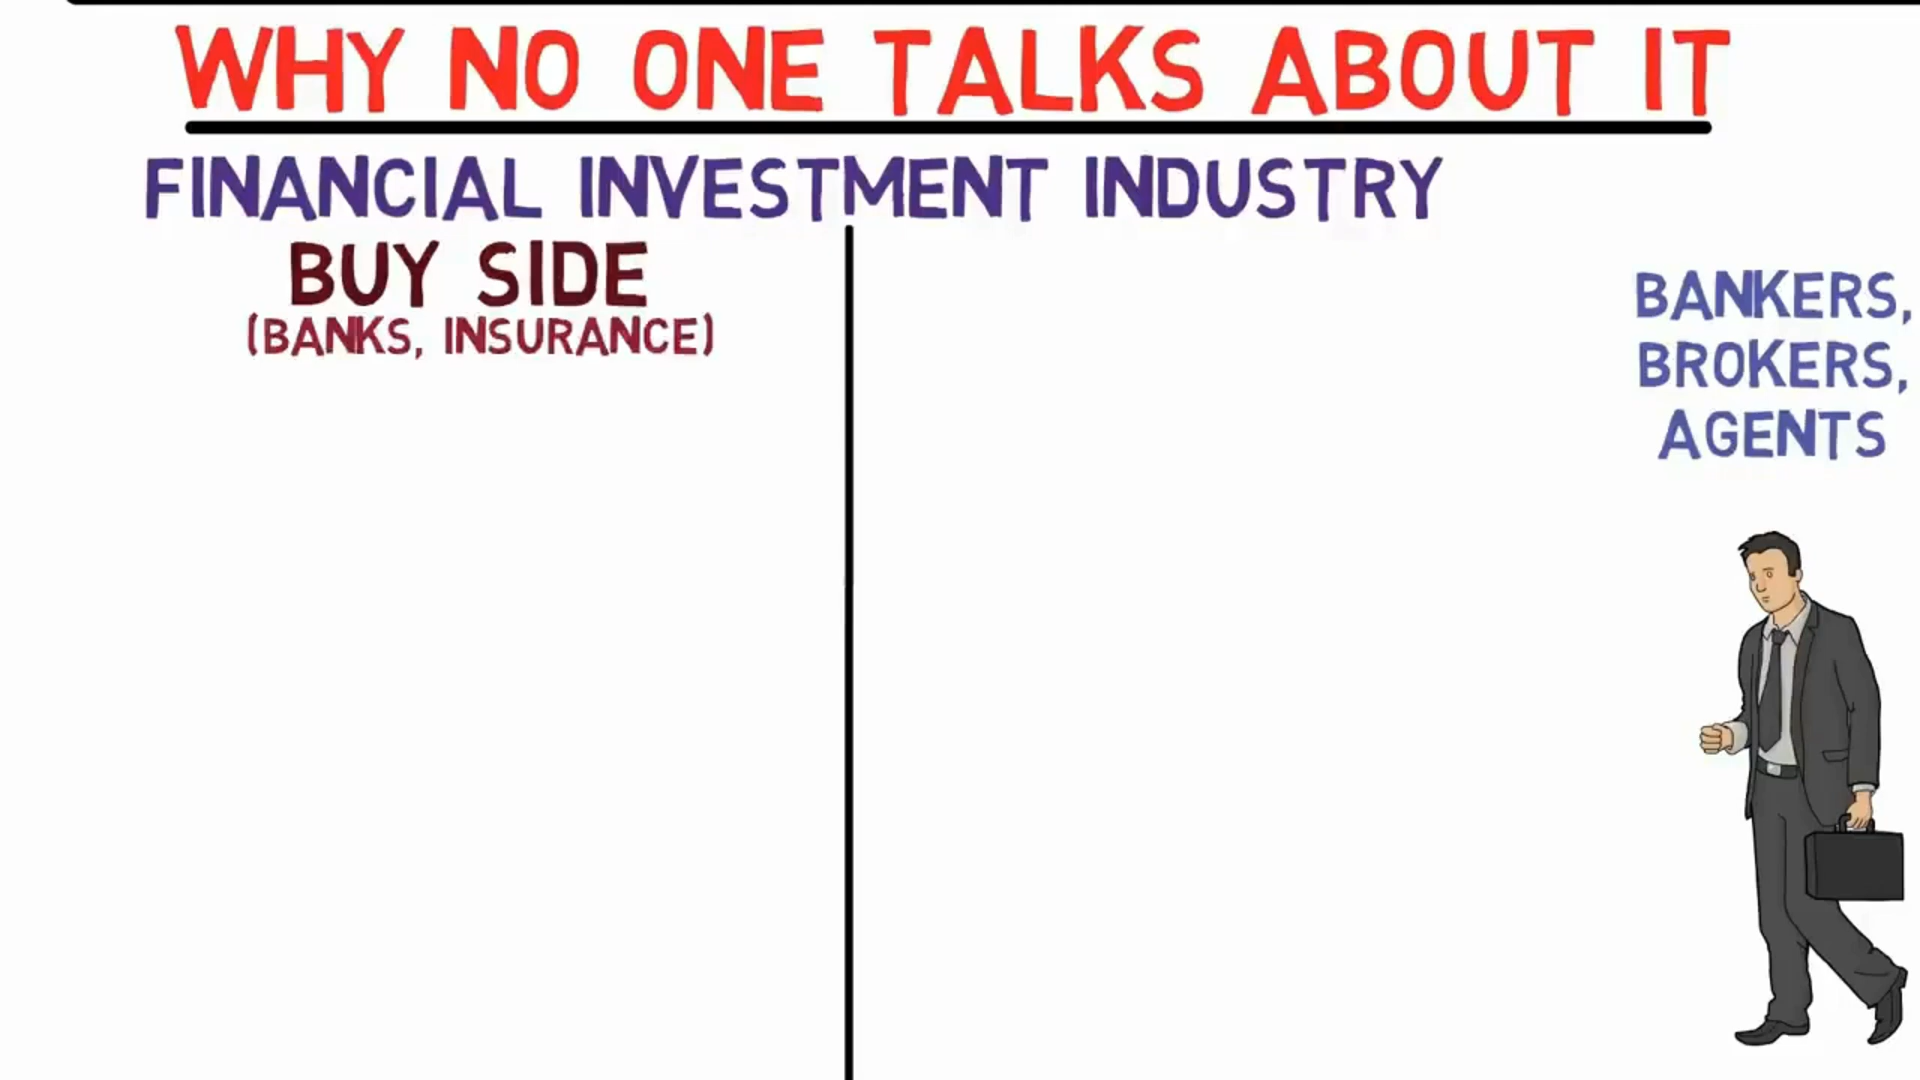 WHY NO ONE TALKS ABOUT IT
FINANCIAL INVESTMENT INDUSTRY
BUY SIDE
(BANKS, INSURANCE)
BANKERS,
BROKERS,
AGENTS